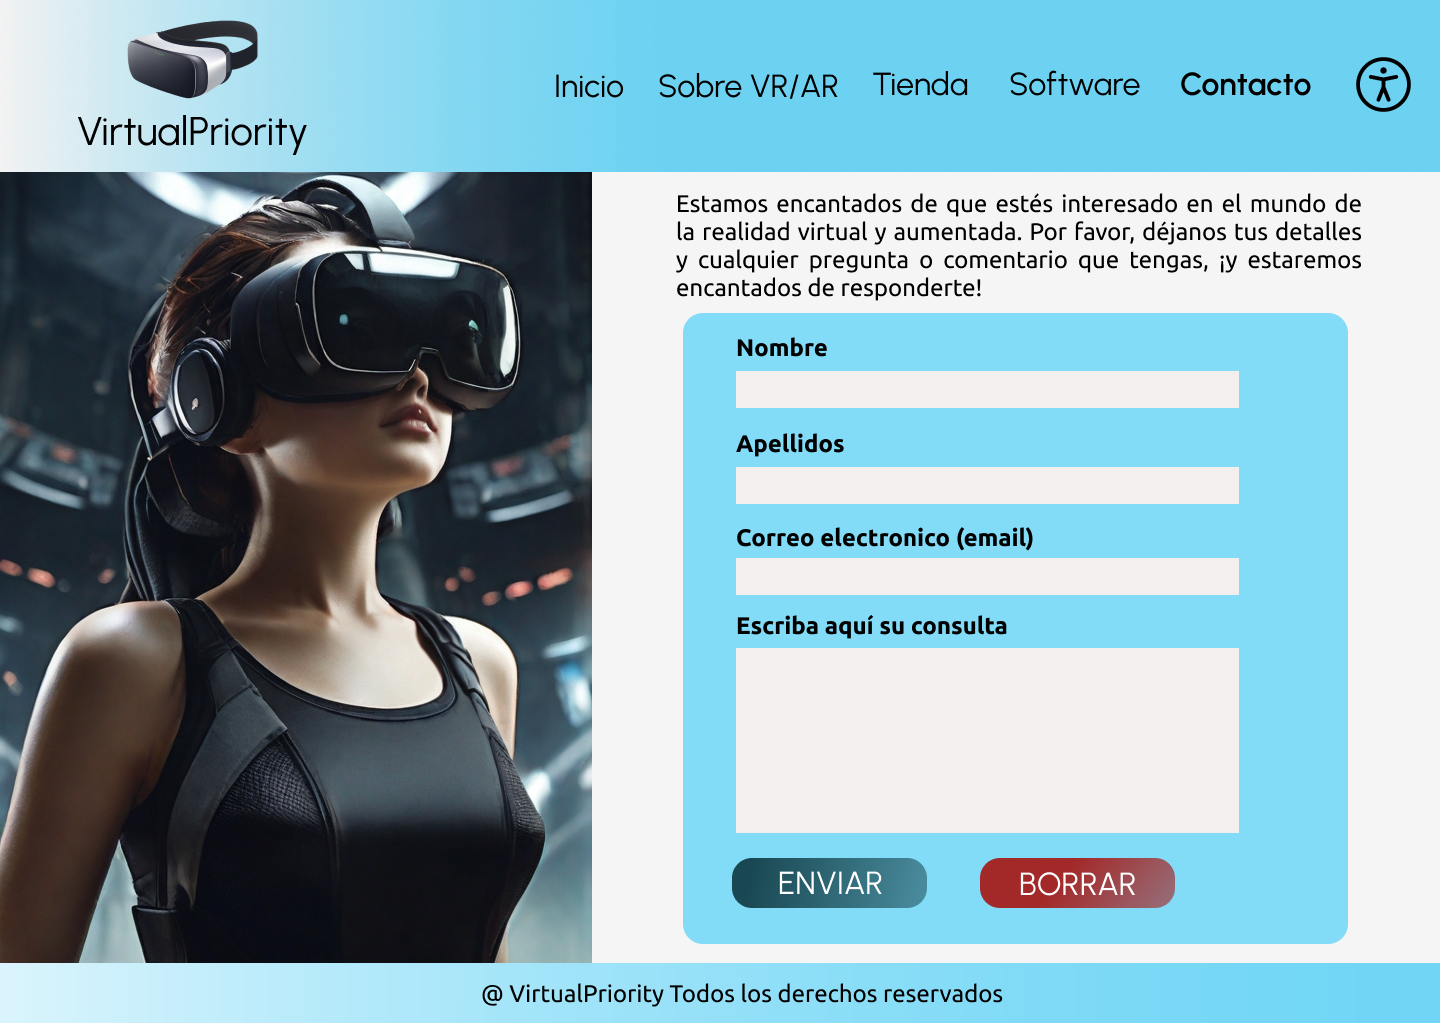 VirtualPriority
Inicio
Sobre VR/AR
Tienda
Software
Contacto
Estamos encantados de que estés interesado en el mundo de
la realidad virtual y aumentada. Por favor, déjanos tus detalles
y cualquier pregunta o comentario que tengas, ¡y estaremos
encantados de responderte!
Nombre
Apellidos
Correo electronico (email)
Escriba aquí su consulta
ENVIAR
BORRAR
@ VirtualPriority Todos los derechos reservados